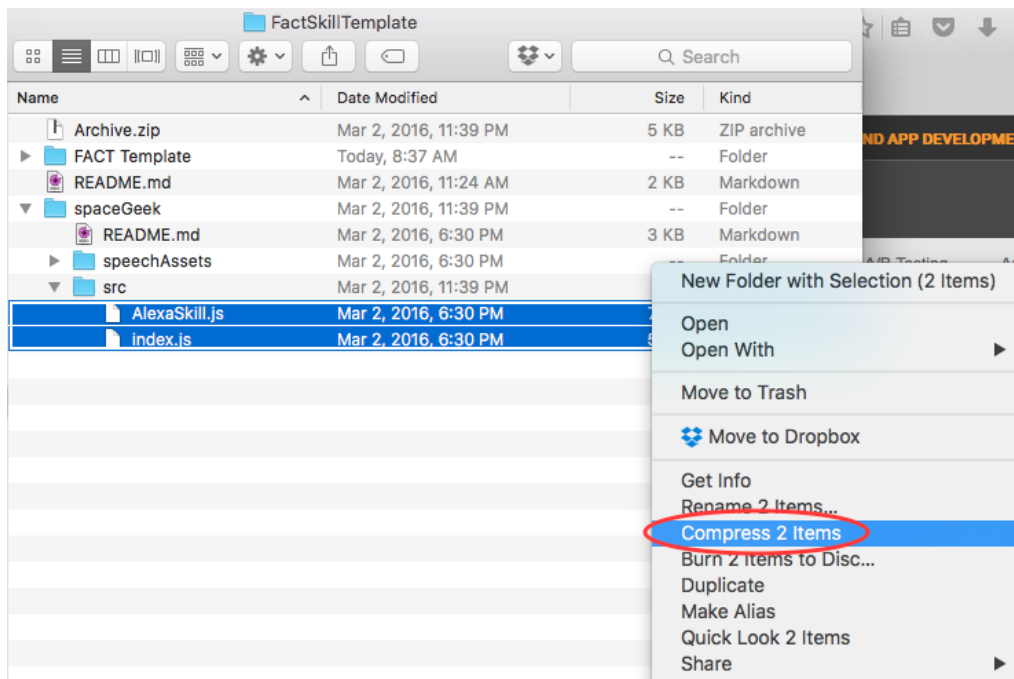 FactSkillTemplate
Search
Name Date Modified Size Kind
Archive.zip Mar 2, 2016, 11:39 PM 5 KB ZIP archive
FACT Template Today, 8:37 AM -- Folder
README.md Mar 2, 2016, 11:24 AM 2 KB Markdown
spaceGeek Mar 2, 2016, 11:39 PM -- Folder
README.md Mar 2, 2016, 6:30 PM 3 KB Markdown
speechAssets Mar 2, 2016, 6:30 PM -- Folder
src Mar 2, 2016, 11:39 PM
AlexaSkill.js Mar 2, 2016, 6:30 PM
index.js Mar 2, 2016, 6:30 PM
APP DEVELOPME
A/B Testing
New Folder with Selection (2 Items)
Open
Open With
Move to Trash
Move to Dropbox
Get Info
Rename 2 Items...
Compress 2 Items
Burn 2 Items to Disc...
Duplicate
Make Alias
Quick Look 2 Items
Share